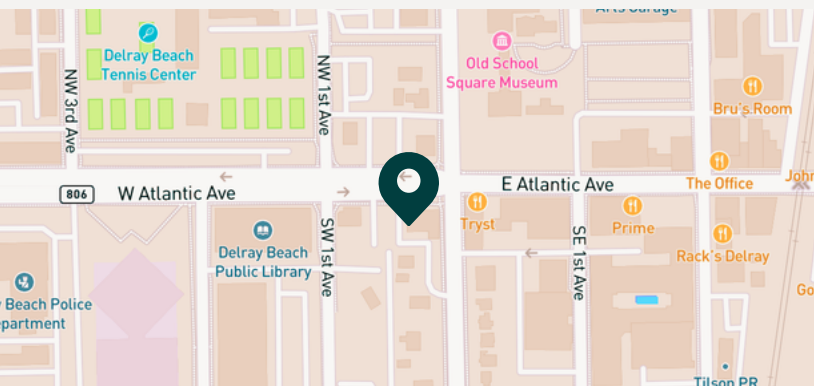 Arts Garage
Delray Beach
Tennis Center
Old School
Square Museum
NW 3rd Ave
NW 1st Ave
Bru's Room
The Office
John
806
W Atlantic Ave
E Atlantic Ave
Tryst
Prime
Rack's Delray
Delray Beach
Public Library
SW 1st Ave
SE 1st Ave
y Beach Police
partment
Go
Tilson PR